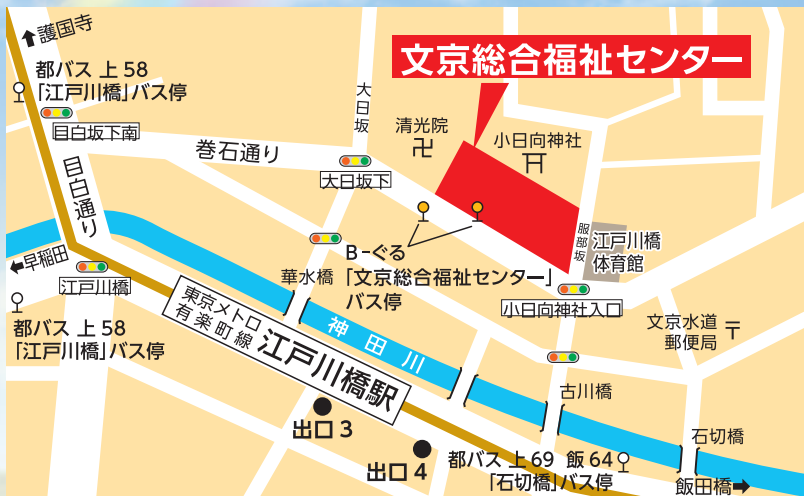 護国寺
都バス 上 58
「江戸川橋」バス停
目白坂下南
目白通り
巻石通り
大日坂
大日坂下
文京総合福祉センター
清光院
小日向神社
服部坂
江戸川橋
体育館
B-ぐる
「文京総合福祉センター」
バス停
小日向神社入口
早稲田
江戸川橋
都バス 上 58
「江戸川橋」バス停
華水橋
東京メトロ
有楽町線
江戸川橋駅
神田川
文京水道
郵便局
〒
古川橋
石切橋
出口 3
出口 4
都バス 上 69 飯 64
「石切橋」バス停
飯田橋